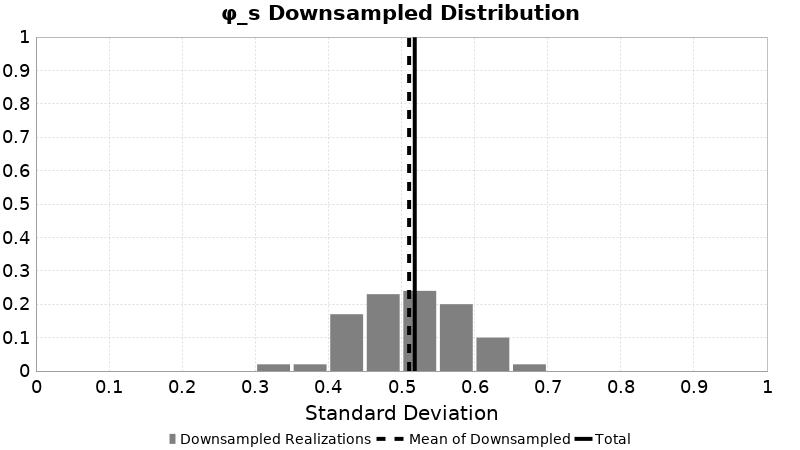 φ_s Downsampled Distribution
1
0.9
0.8
0.7
0.6
0.5
0.4
0.3
0.2
0.1
0
0 0.1 0.2 0.3 0.4 0.5 0.6 0.7 0.8 0.9 1
Standard Deviation
Downsampled Realizations Mean of Downsampled Total